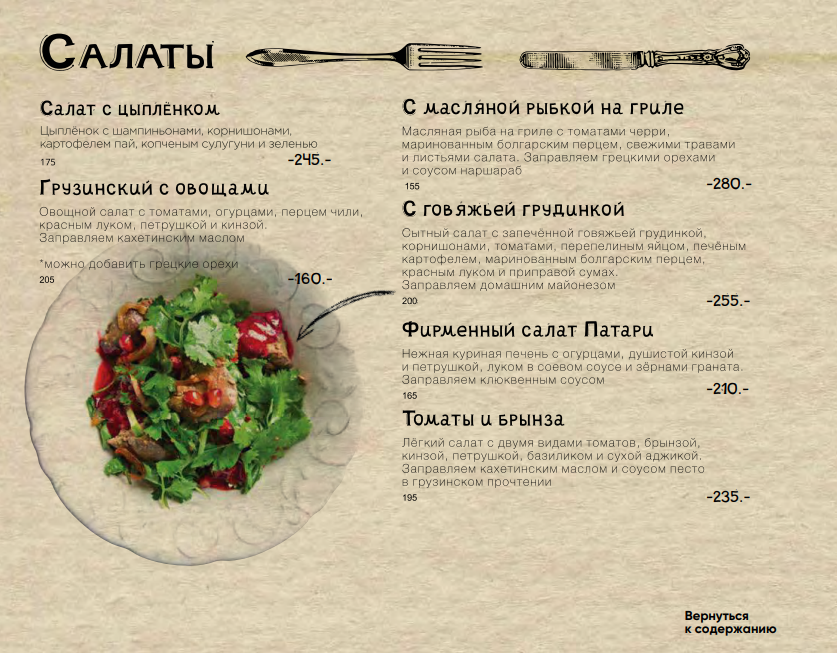 Салаты
Салат с цыплёнком
Цыплёнок с шампиньонами, корнишонами,
картофелем пай, копченым сулугуни и зеленью
175
-245.-
Грузинский с овощами
Овощной салат с томатами, огурцами, перцем чили,
красным луком, петрушкой и кинзой.
Заправляем кахетинским маслом
*можно добавить грецкие орехи
205
-160.-
С масляной рыбкой на гриле
Масляная рыба на гриле с томатами черри,
маринованным болгарским перцем, свежими травами
и листьями салата. Заправляем грецкими орехами
и соусом наршараб
155
-280.-
С говяжьей грудинкой
Сытный салат с запечённой говяжьей грудинкой,
корнишонами, томатами, перепелиным яйцом, печёным
картофелем, маринованным болгарским перцем,
красным луком и приправой сумах.
Заправляем домашним майонезом
200
-255.-
Фирменный салат Патари
Нежная куриная печень с огурцами, душистой кинзой
и петрушкой, луком в соевом соусе и зёрнами граната.
Заправляем клюквенным соусом
165
-210.-
Томаты и брынза
Лёгкий салат с двумя видами томатов, брынзой,
кинзой, петрушкой, базиликом и сухой аджикой.
Заправляем кахетинским маслом и соусом песто
в грузинском прочтении
195
-235.-
Вернуться
к содержанию